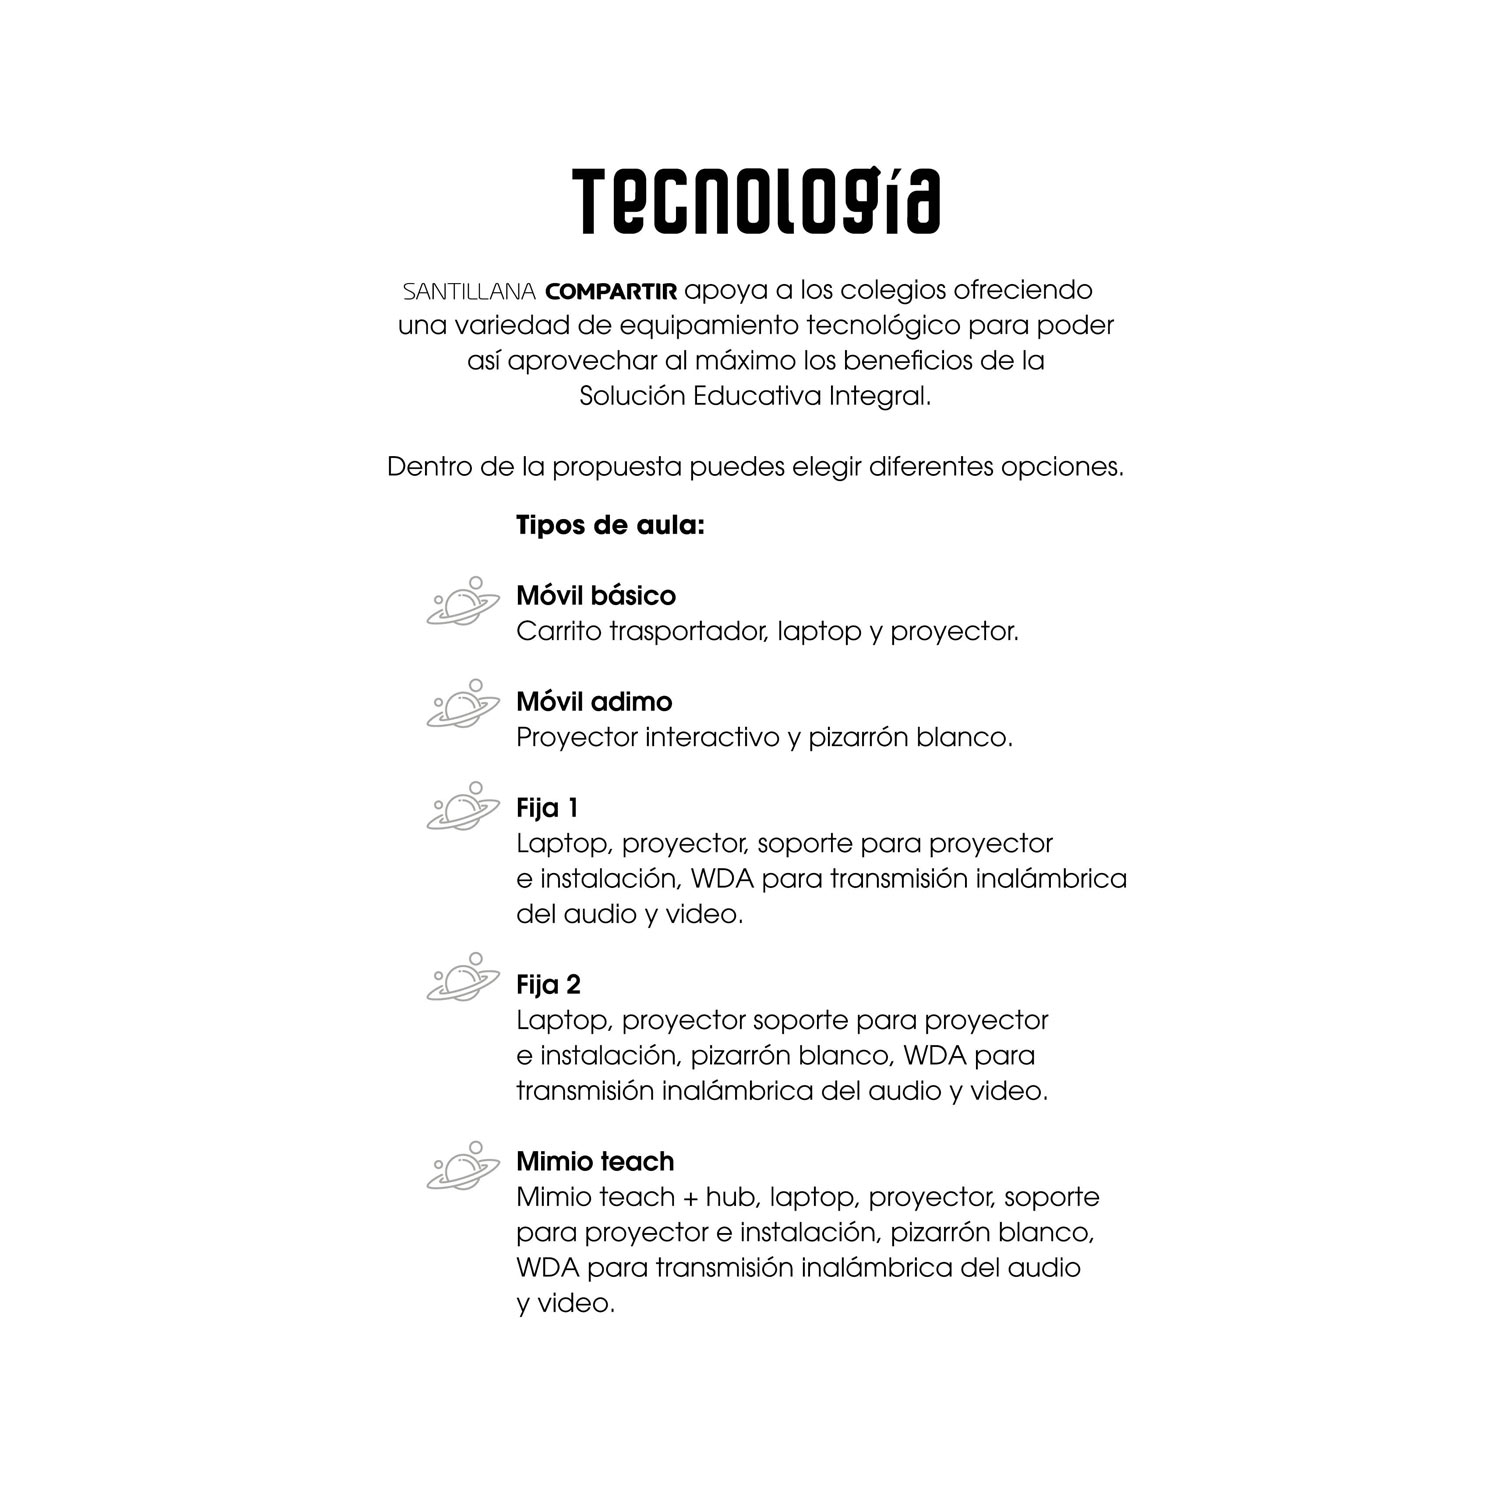 Tecnología
SANTILLANA COMPARTIR apoya a los colegios ofreciendo
una variedad de equipamiento tecnológico para poder
así aprovechar al máximo los beneficios de la
Solución Educativa Integral.
Dentro de la propuesta puedes elegir diferentes opciones.
Tipos de aula:
Móvil básico
Carrito trasportador, laptop y proyector.
Móvil adimo
Proyector interactivo y pizarrón blanco.
Fija 1
Laptop, proyector, soporte para proyector
e instalación, WDA para transmisión inalámbrica
del audio y video.
Fija 2
Laptop, proyector soporte para proyector
e instalación, pizarrón blanco, WDA para
transmisión inalámbrica del audio y video.
Mimio teach
Mimio teach + hub, laptop, proyector, soporte
para proyector e instalación, pizarrón blanco,
WDA para transmisión inalámbrica del audio
y video.